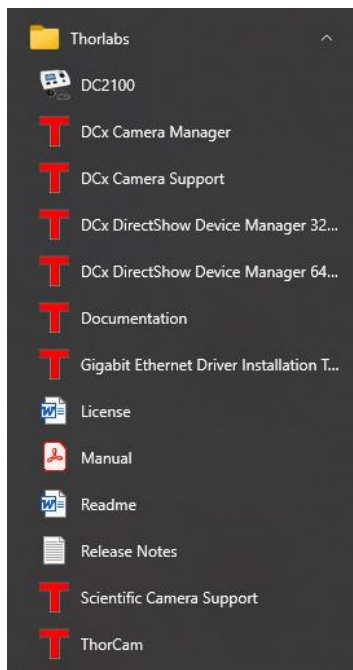 Thorlabs
DC2100
DCx Camera Manager
DCx Camera Support
DCx DirectShow Device Manager 32...
DCx DirectShow Device Manager 64...
Documentation
Gigabit Ethernet Driver Installation T...
License
Manual
Readme
Release Notes
Scientific Camera Support
ThorCam